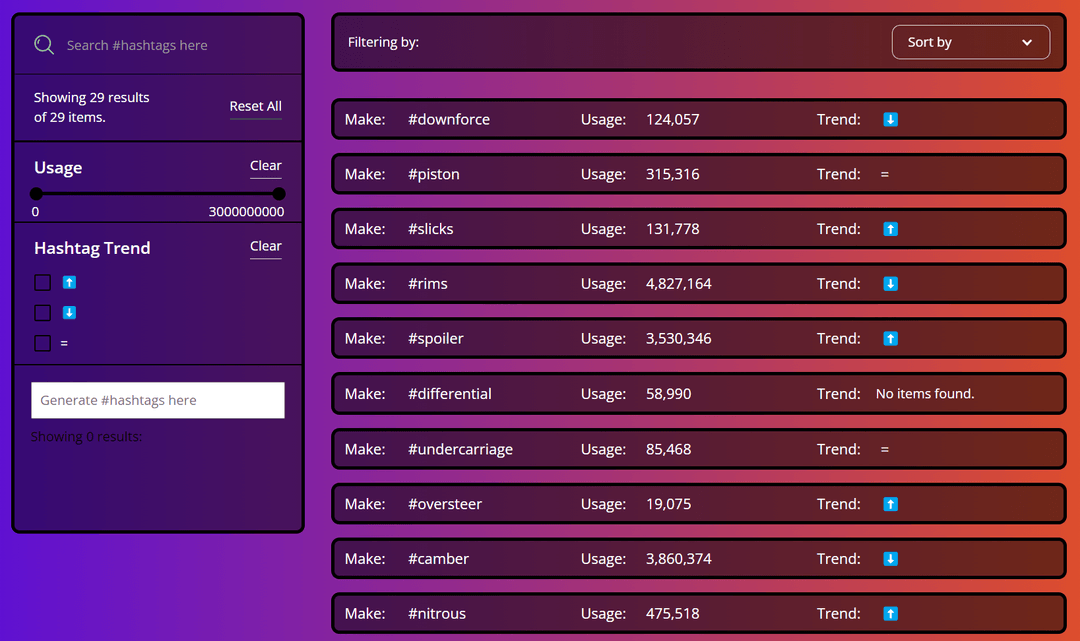 Search #hashtags here
Showing 29 results
of 29 items.
Reset All
Usage
Clear
0
3000000000
Hashtag Trend
Clear
⬆️
⬇️
=
Generate #hashtags here
Showing 0 results:
Filtering by:
Sort by
Make: #downforce Usage: 124,057 Trend: ⬇️
Make: #piston Usage: 315,316 Trend: =
Make: #slicks Usage: 131,778 Trend: ⬆️
Make: #rims Usage: 4,827,164 Trend: ⬇️
Make: #spoiler Usage: 3,530,346 Trend: ⬆️
Make: #differential Usage: 58,990 Trend: No items found.
Make: #undercarriage Usage: 85,468 Trend: =
Make: #oversteer Usage: 19,075 Trend: ⬆️
Make: #camber Usage: 3,860,374 Trend: ⬇️
Make: #nitrous Usage: 475,518 Trend: ⬆️